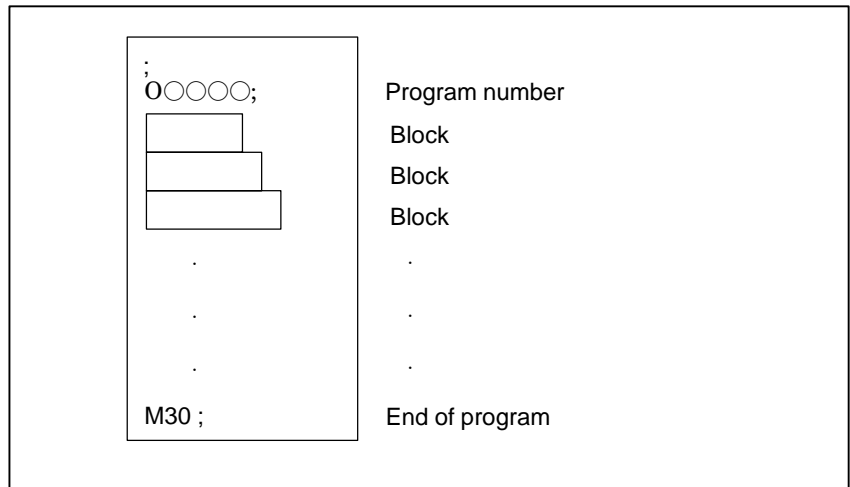 ;
O○○○○; Program number
Block
Block
Block
. .
. .
. .
M30 ; End of program